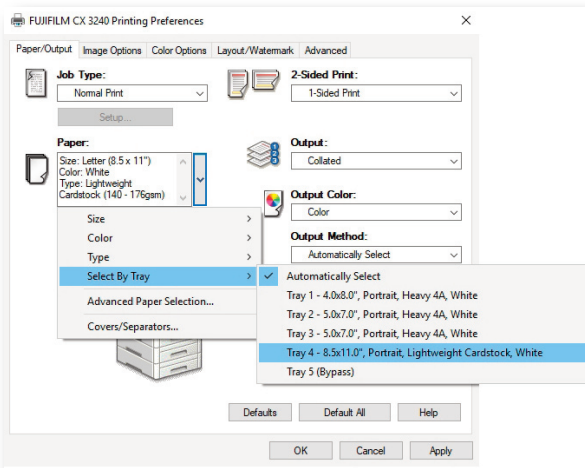 FUJIFILM CX 3240 Printing Preferences
Paper/Output
Image Options
Color Options
Layout/Watermark
Advanced
Job Type:
Normal Print
Setup...
2-Sided Print:
1-Sided Print
Paper:
Size: Letter (8.5 x 11")
Color: White
Type: Lightweight
Cardstock (140 - 176gsm)
1
2
3
Output:
Collated
Output Color:
Color
Output Method:
Automatically Select
Size
Color
Type
Select By Tray
Advanced Paper Selection...
Covers/Separators...
Automatically Select
Tray 1 - 4.0x8.0", Portrait, Heavy 4A, White
Tray 2 - 5.0x7.0", Portrait, Heavy 4A, White
Tray 3 - 5.0x7.0", Portrait, Heavy 4A, White
Tray 4 - 8.5x11.0", Portrait, Lightweight Cardstock, White
Tray 5 (Bypass)
Defaults
Default All
Help
OK
Cancel
Apply